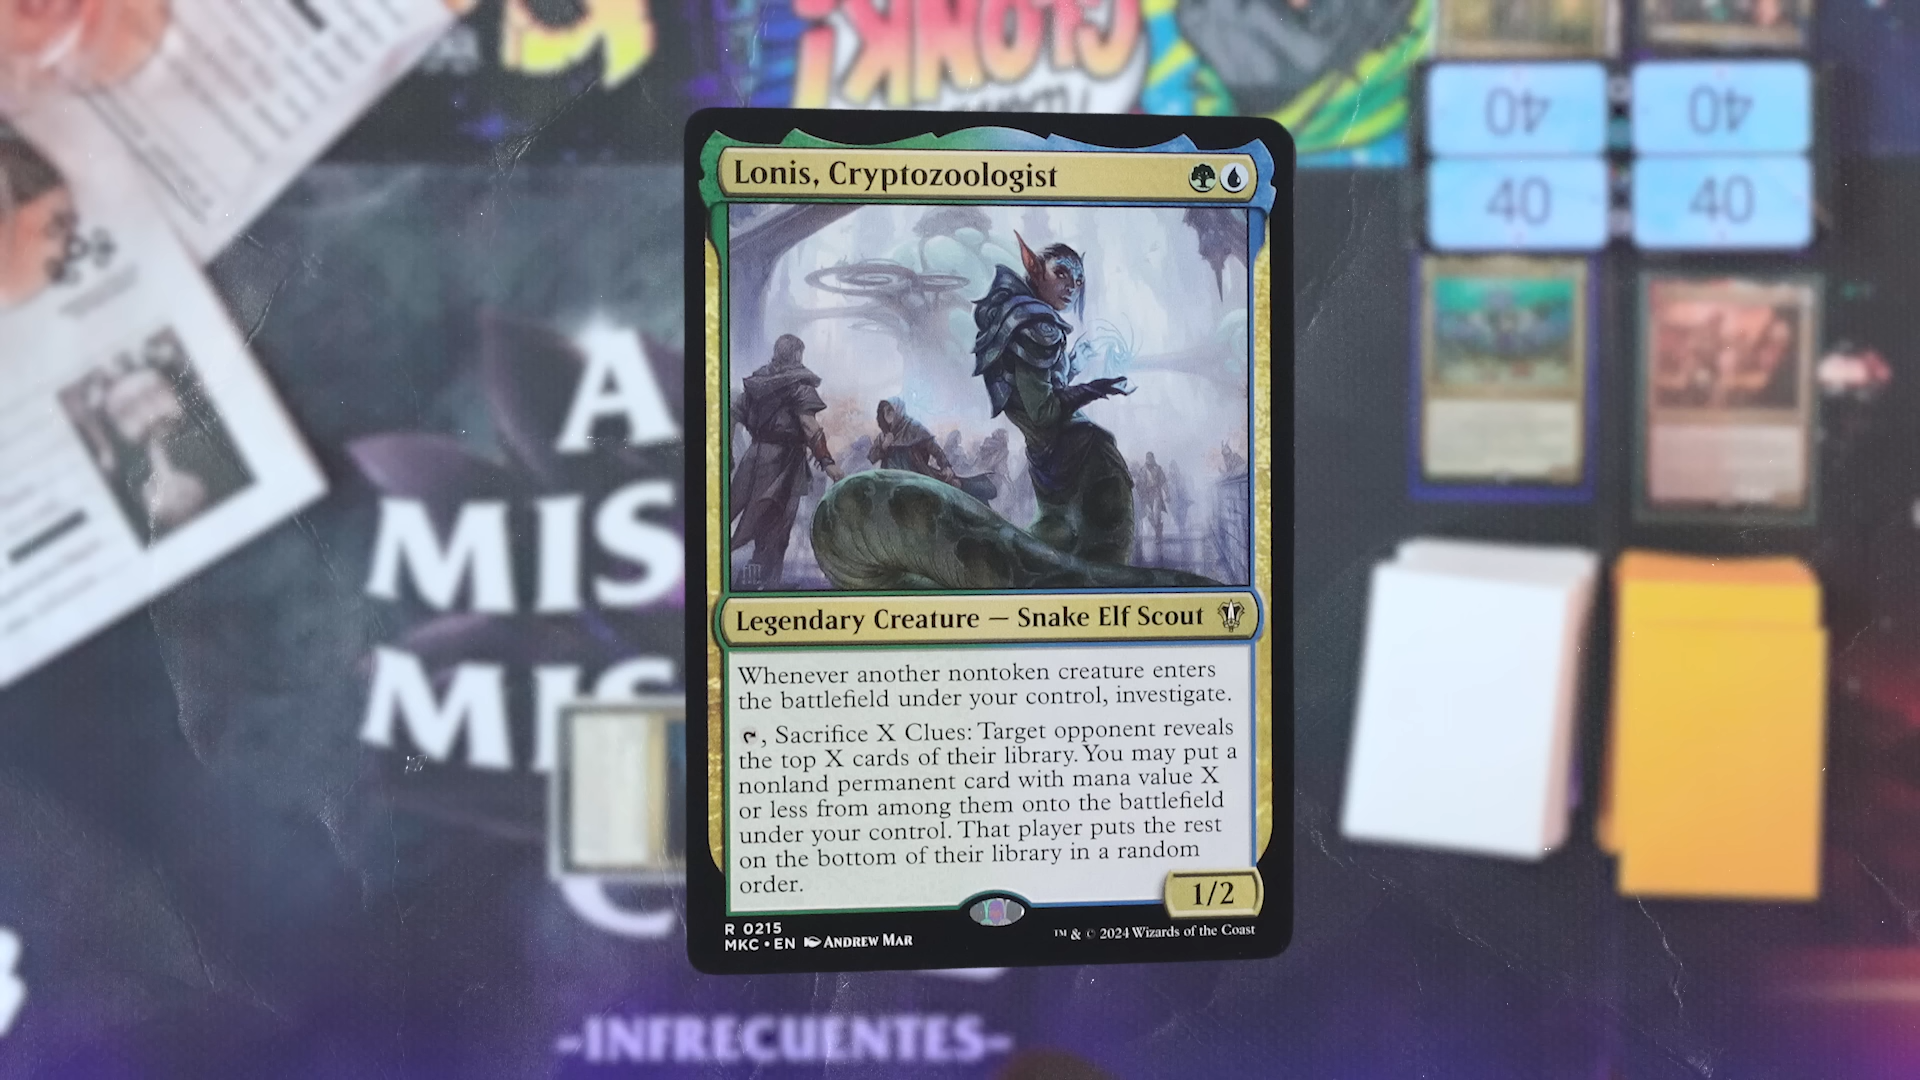 CLONK!
40
40
40
40
A
MIS
MIS
Lonis, Cryptozoologist
Legendary Creature — Snake Elf Scout
Whenever another nontoken creature enters
the battlefield under your control, investigate.
, Sacrifice X Clues: Target opponent reveals
the top X cards of their library. You may put a
nonland permanent card with mana value X
or less from among them onto the battlefield
under your control. That player puts the rest
on the bottom of their library in a random
order.
1/2
R 0215
MKC • EN ANDREW MAR
™ & © 2024 Wizards of the Coast
-INFRECUENTES-